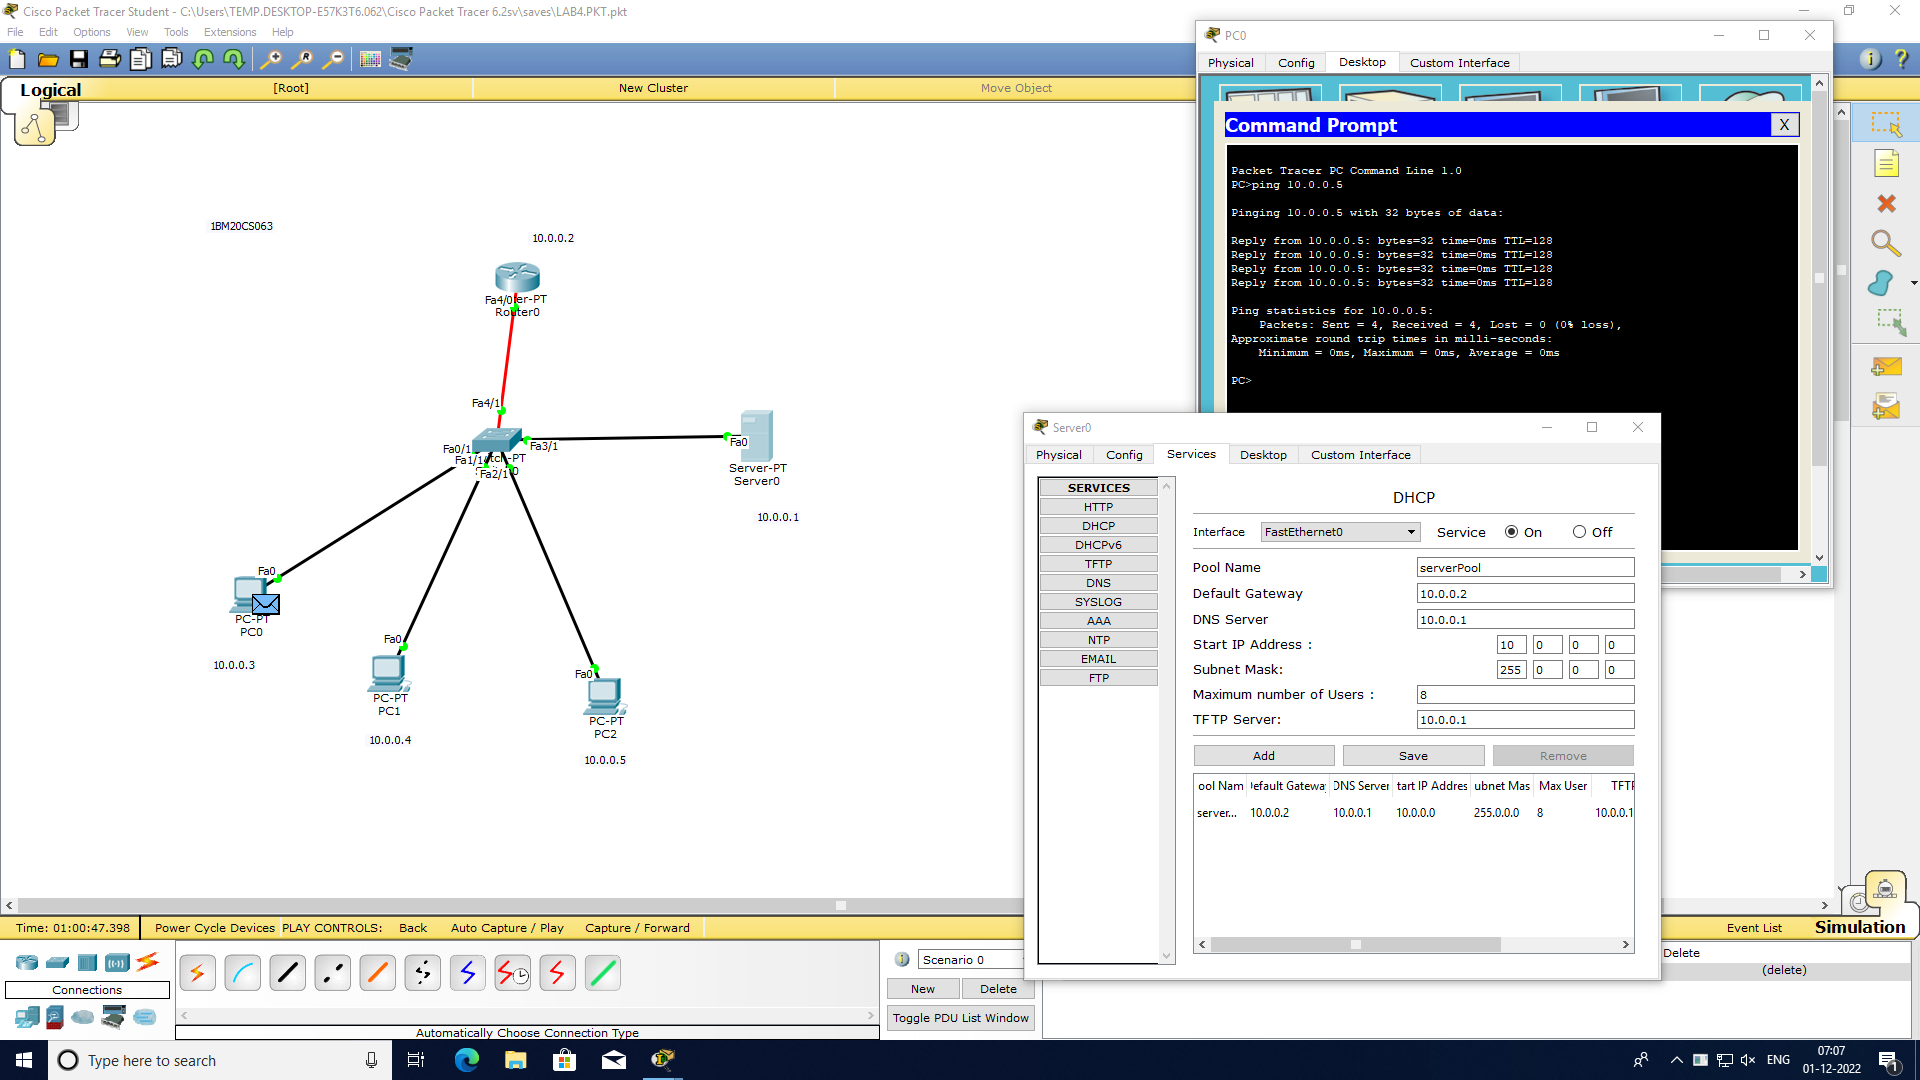 Cisco Packet Tracer Student - C:\Users\TEMP.DESKTOP-E57K3T6.062\Cisco Packet Tracer 6.2sv\saves\LAB4.PKT.pkt
File Edit Options View Tools Extensions Help
Logical
[Root]
New Cluster
Move Object
1BM20CS063
10.0.0.2
Fa4/0er-PT
Router0
Fa4/1
Fa0/1
Fa1/1
tch-PT
Fa2/1
0
Fa3/1
Fa0
Server-PT
Server0
10.0.0.1
Fa0
PC-PT
PC0
10.0.0.3
Fa0
PC-PT
PC1
10.0.0.4
Fa0
PC-PT
PC2
10.0.0.5
PC0
Physical Config Desktop Custom Interface
Command Prompt X
Packet Tracer PC Command Line 1.0
PC>ping 10.0.0.5
Pinging 10.0.0.5 with 32 bytes of data:
Reply from 10.0.0.5: bytes=32 time=0ms TTL=128
Reply from 10.0.0.5: bytes=32 time=0ms TTL=128
Reply from 10.0.0.5: bytes=32 time=0ms TTL=128
Reply from 10.0.0.5: bytes=32 time=0ms TTL=128
Ping statistics for 10.0.0.5:
Packets: Sent = 4, Received = 4, Lost = 0 (0% loss),
Approximate round trip times in milli-seconds:
Minimum = 0ms, Maximum = 0ms, Average = 0ms
PC>
Server0
Physical Config Services Desktop Custom Interface
SERVICES
HTTP
DHCP
DHCPv6
TFTP
DNS
SYSLOG
AAA
NTP
EMAIL
FTP
DHCP
Interface FastEthernet0 Service On Off
Pool Name serverPool
Default Gateway 10.0.0.2
DNS Server 10.0.0.1
Start IP Address : 10 0 0 0
Subnet Mask: 255 0 0 0
Maximum number of Users : 8
TFTP Server: 10.0.0.1
Add Save Remove
ool Nam efault Gateway DNS Server tart IP Addres ubnet Mas Max User TFTP
server... 10.0.0.2 10.0.0.1 10.0.0.0 255.0.0.0 8 10.0.0.1
Time: 01:00:47.398 Power Cycle Devices PLAY CONTROLS: Back Auto Capture / Play Capture / Forward
Event List Simulation
Connections
Automatically Choose Connection Type
Scenario 0
New Delete
Toggle PDU List Window
Delete
(delete)
Type here to search
ENG
07:07
01-12-2022
1